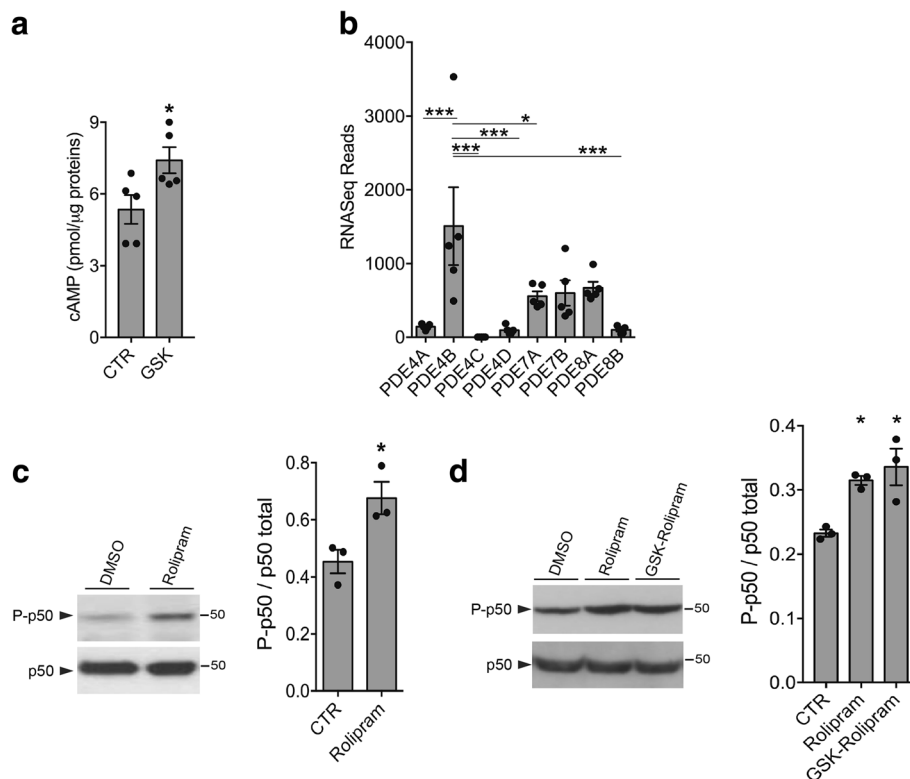 a
cAMP (pmol/µg proteins)
9
6
3
0
*
CTR
GSK
b
RNASeq Reads
4000
3000
2000
1000
0
***
*
***
***
***
PDE4A
PDE4B
PDE4C
PDE4D
PDE7A
PDE7B
PDE8A
PDE8B
c
DMSO
Rolipram
P-p50
50
p50
50
P-p50 / p50 total
0.8
0.6
0.4
0.2
0.0
*
CTR
Rolipram
d
DMSO
Rolipram
GSK-Rolipram
P-p50
50
p50
50
P-p50 / p50 total
0.4
0.3
0.2
0.1
0.0
*
*
CTR
Rolipram
GSK-Rolipram